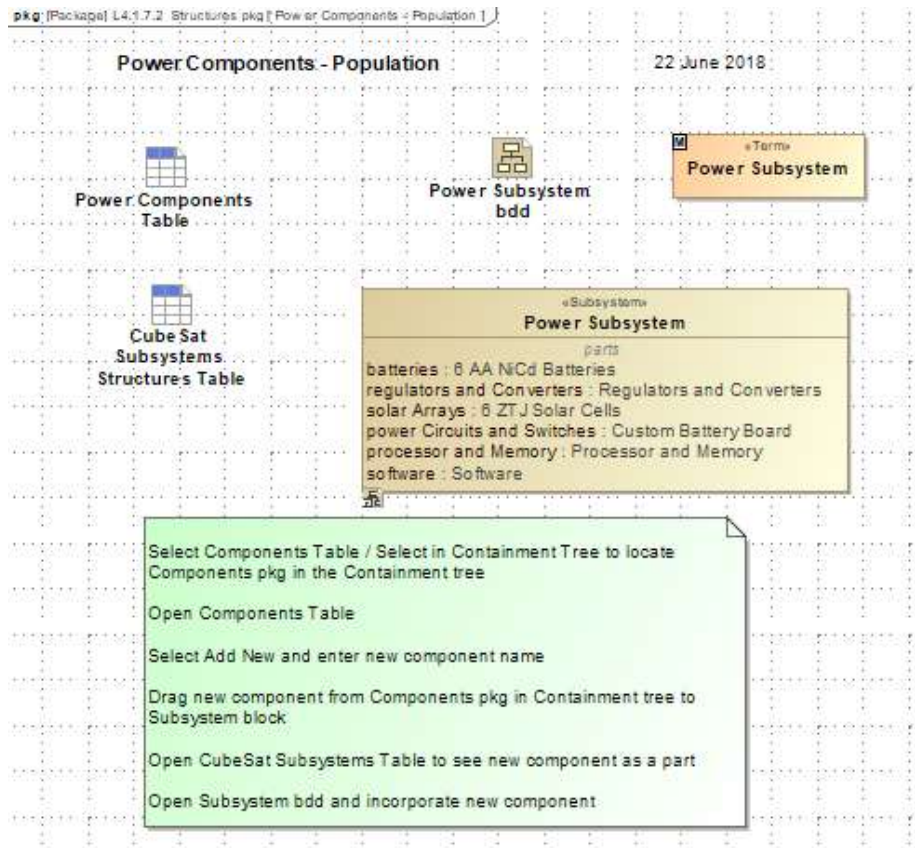 pkg [Package] L4.1.7.2 Structures pkg [ Power Components - Population ]
Power Components - Population
22 June 2018
Power Components
Table
Power Subsystem
bdd
M
«Term»
Power Subsystem
CubeSat
Subsystems
Structures Table
«Subsystem»
Power Subsystem
parts
batteries : 6 AA NiCd Batteries
regulators and Converters : Regulators and Converters
solar Arrays : 6 ZTJ Solar Cells
power Circuits and Switches : Custom Battery Board
processor and Memory : Processor and Memory
software : Software
Select Components Table / Select in Containment Tree to locate
Components pkg in the Containment tree
Open Components Table
Select Add New and enter new component name
Drag new component from Components pkg in Containment tree to
Subsystem block
Open CubeSat Subsystems Table to see new component as a part
Open Subsystem bdd and incorporate new component